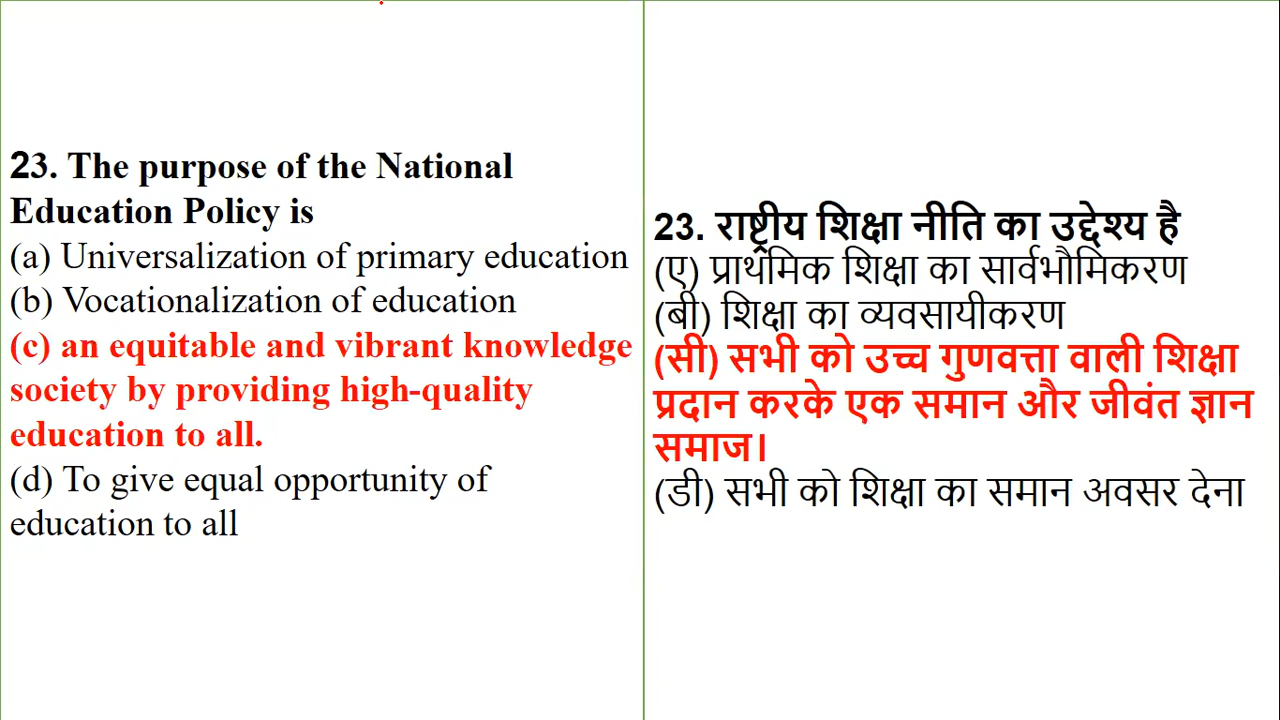 23. The purpose of the National
Education Policy is
(a) Universalization of primary education
(b) Vocationalization of education
(c) an equitable and vibrant knowledge
society by providing high-quality
education to all.
(d) To give equal opportunity of
education to all
23. राष्ट्रीय शिक्षा नीति का उद्देश्य है
(ए) प्राथमिक शिक्षा का सार्वभौमिकरण
(बी) शिक्षा का व्यवसायीकरण
(सी) सभी को उच्च गुणवत्ता वाली शिक्षा
प्रदान करके एक समान और जीवंत ज्ञान
समाज।
(डी) सभी को शिक्षा का समान अवसर देना